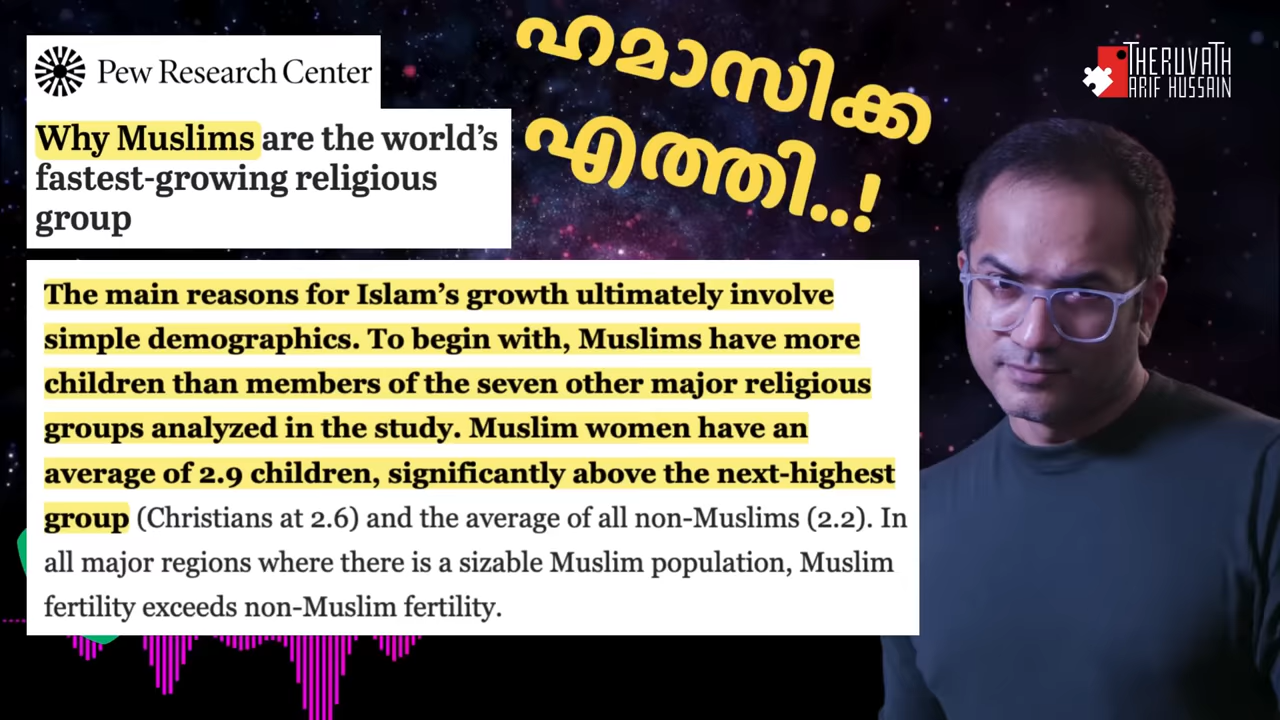 Pew Research Center
Why Muslims are the world's
fastest-growing religious
group
ഹമാസിക്ക
എത്തി..!
THERUVATH
ARIF HUSSAIN
The main reasons for Islam's growth ultimately involve
simple demographics. To begin with, Muslims have more
children than members of the seven other major religious
groups analyzed in the study. Muslim women have an
average of 2.9 children, significantly above the next-highest
group (Christians at 2.6) and the average of all non-Muslims (2.2). In
all major regions where there is a sizable Muslim population, Muslim
fertility exceeds non-Muslim fertility.